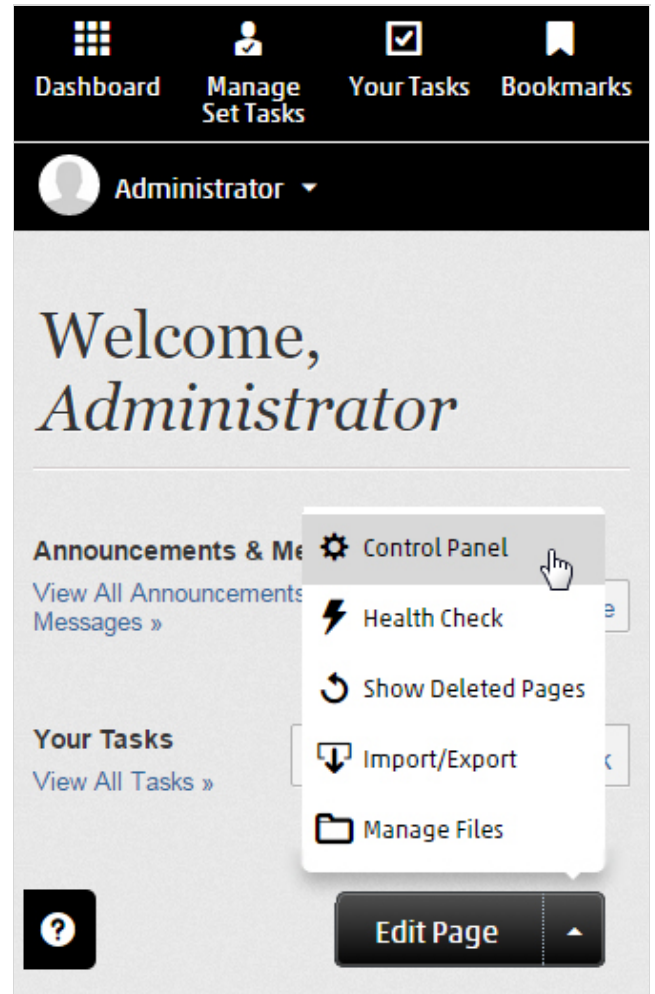 Dashboard
Manage
Set Tasks
Your Tasks
Bookmarks
Administrator
Welcome,
Administrator
Announcements & Me
View All Announcements
Messages »
e
Your Tasks
View All Tasks »
k
Control Panel
Health Check
Show Deleted Pages
Import/Export
Manage Files
?
Edit Page